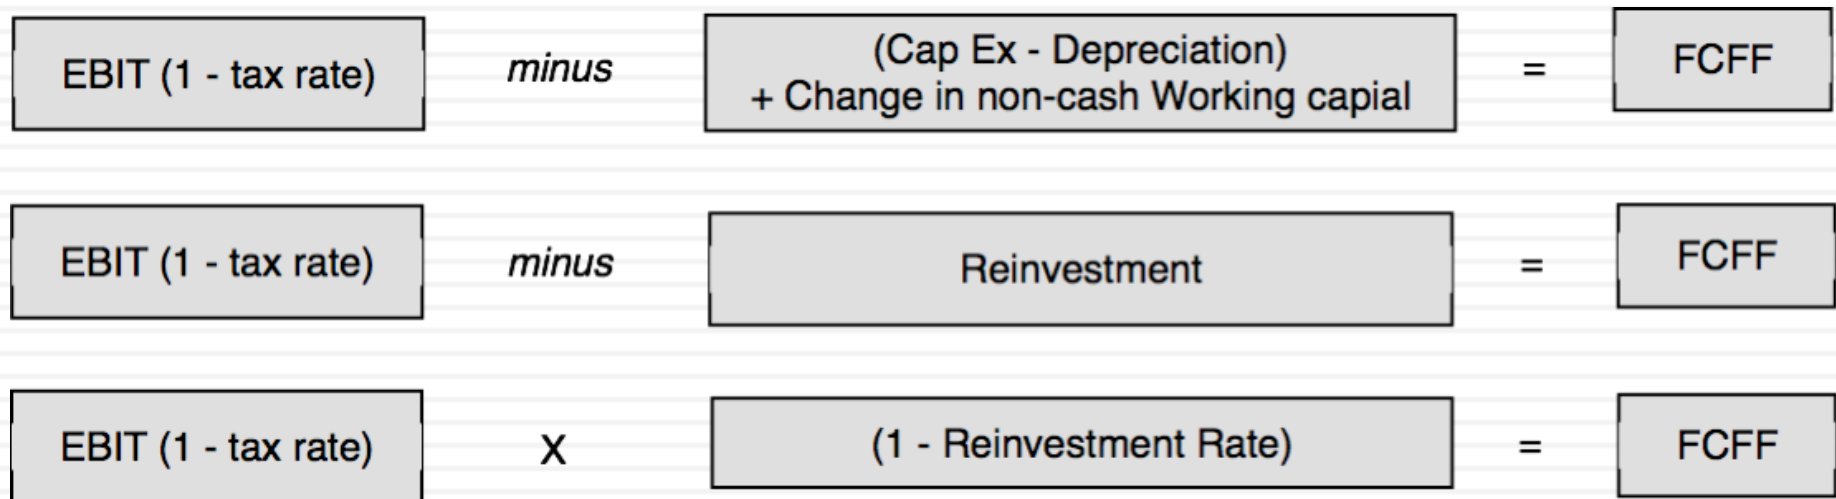 EBIT (1 - tax rate) minus (Cap Ex - Depreciation) = FCFF
+ Change in non-cash Working capial
EBIT (1 - tax rate) minus Reinvestment = FCFF
EBIT (1 - tax rate) X (1 - Reinvestment Rate) = FCFF